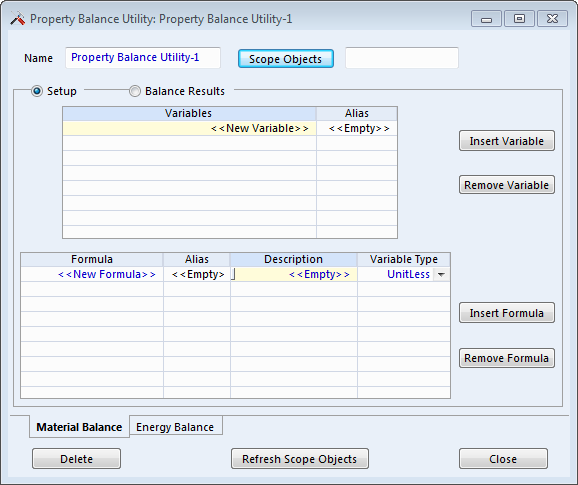 Property Balance Utility: Property Balance Utility-1
Name Property Balance Utility-1 Scope Objects
Setup Balance Results
Variables Alias
<<New Variable>> <<Empty>>
Insert Variable
Remove Variable
Formula Alias Description Variable Type
<<New Formula>> <<Empty> <<Empty>> UnitLess
Insert Formula
Remove Formula
Material Balance Energy Balance
Delete Refresh Scope Objects Close